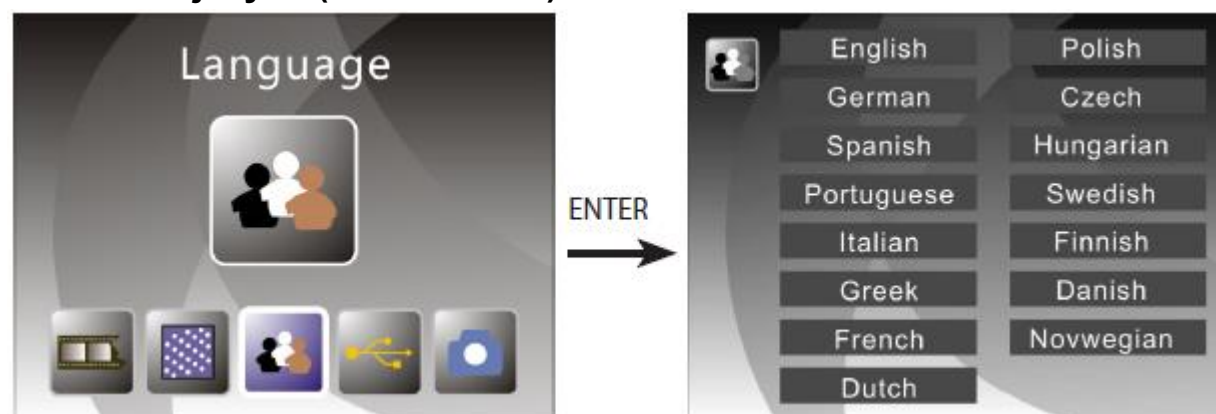 Language
ENTER
English
German
Spanish
Portuguese
Italian
Greek
French
Dutch
Polish
Czech
Hungarian
Swedish
Finnish
Danish
Novwegian